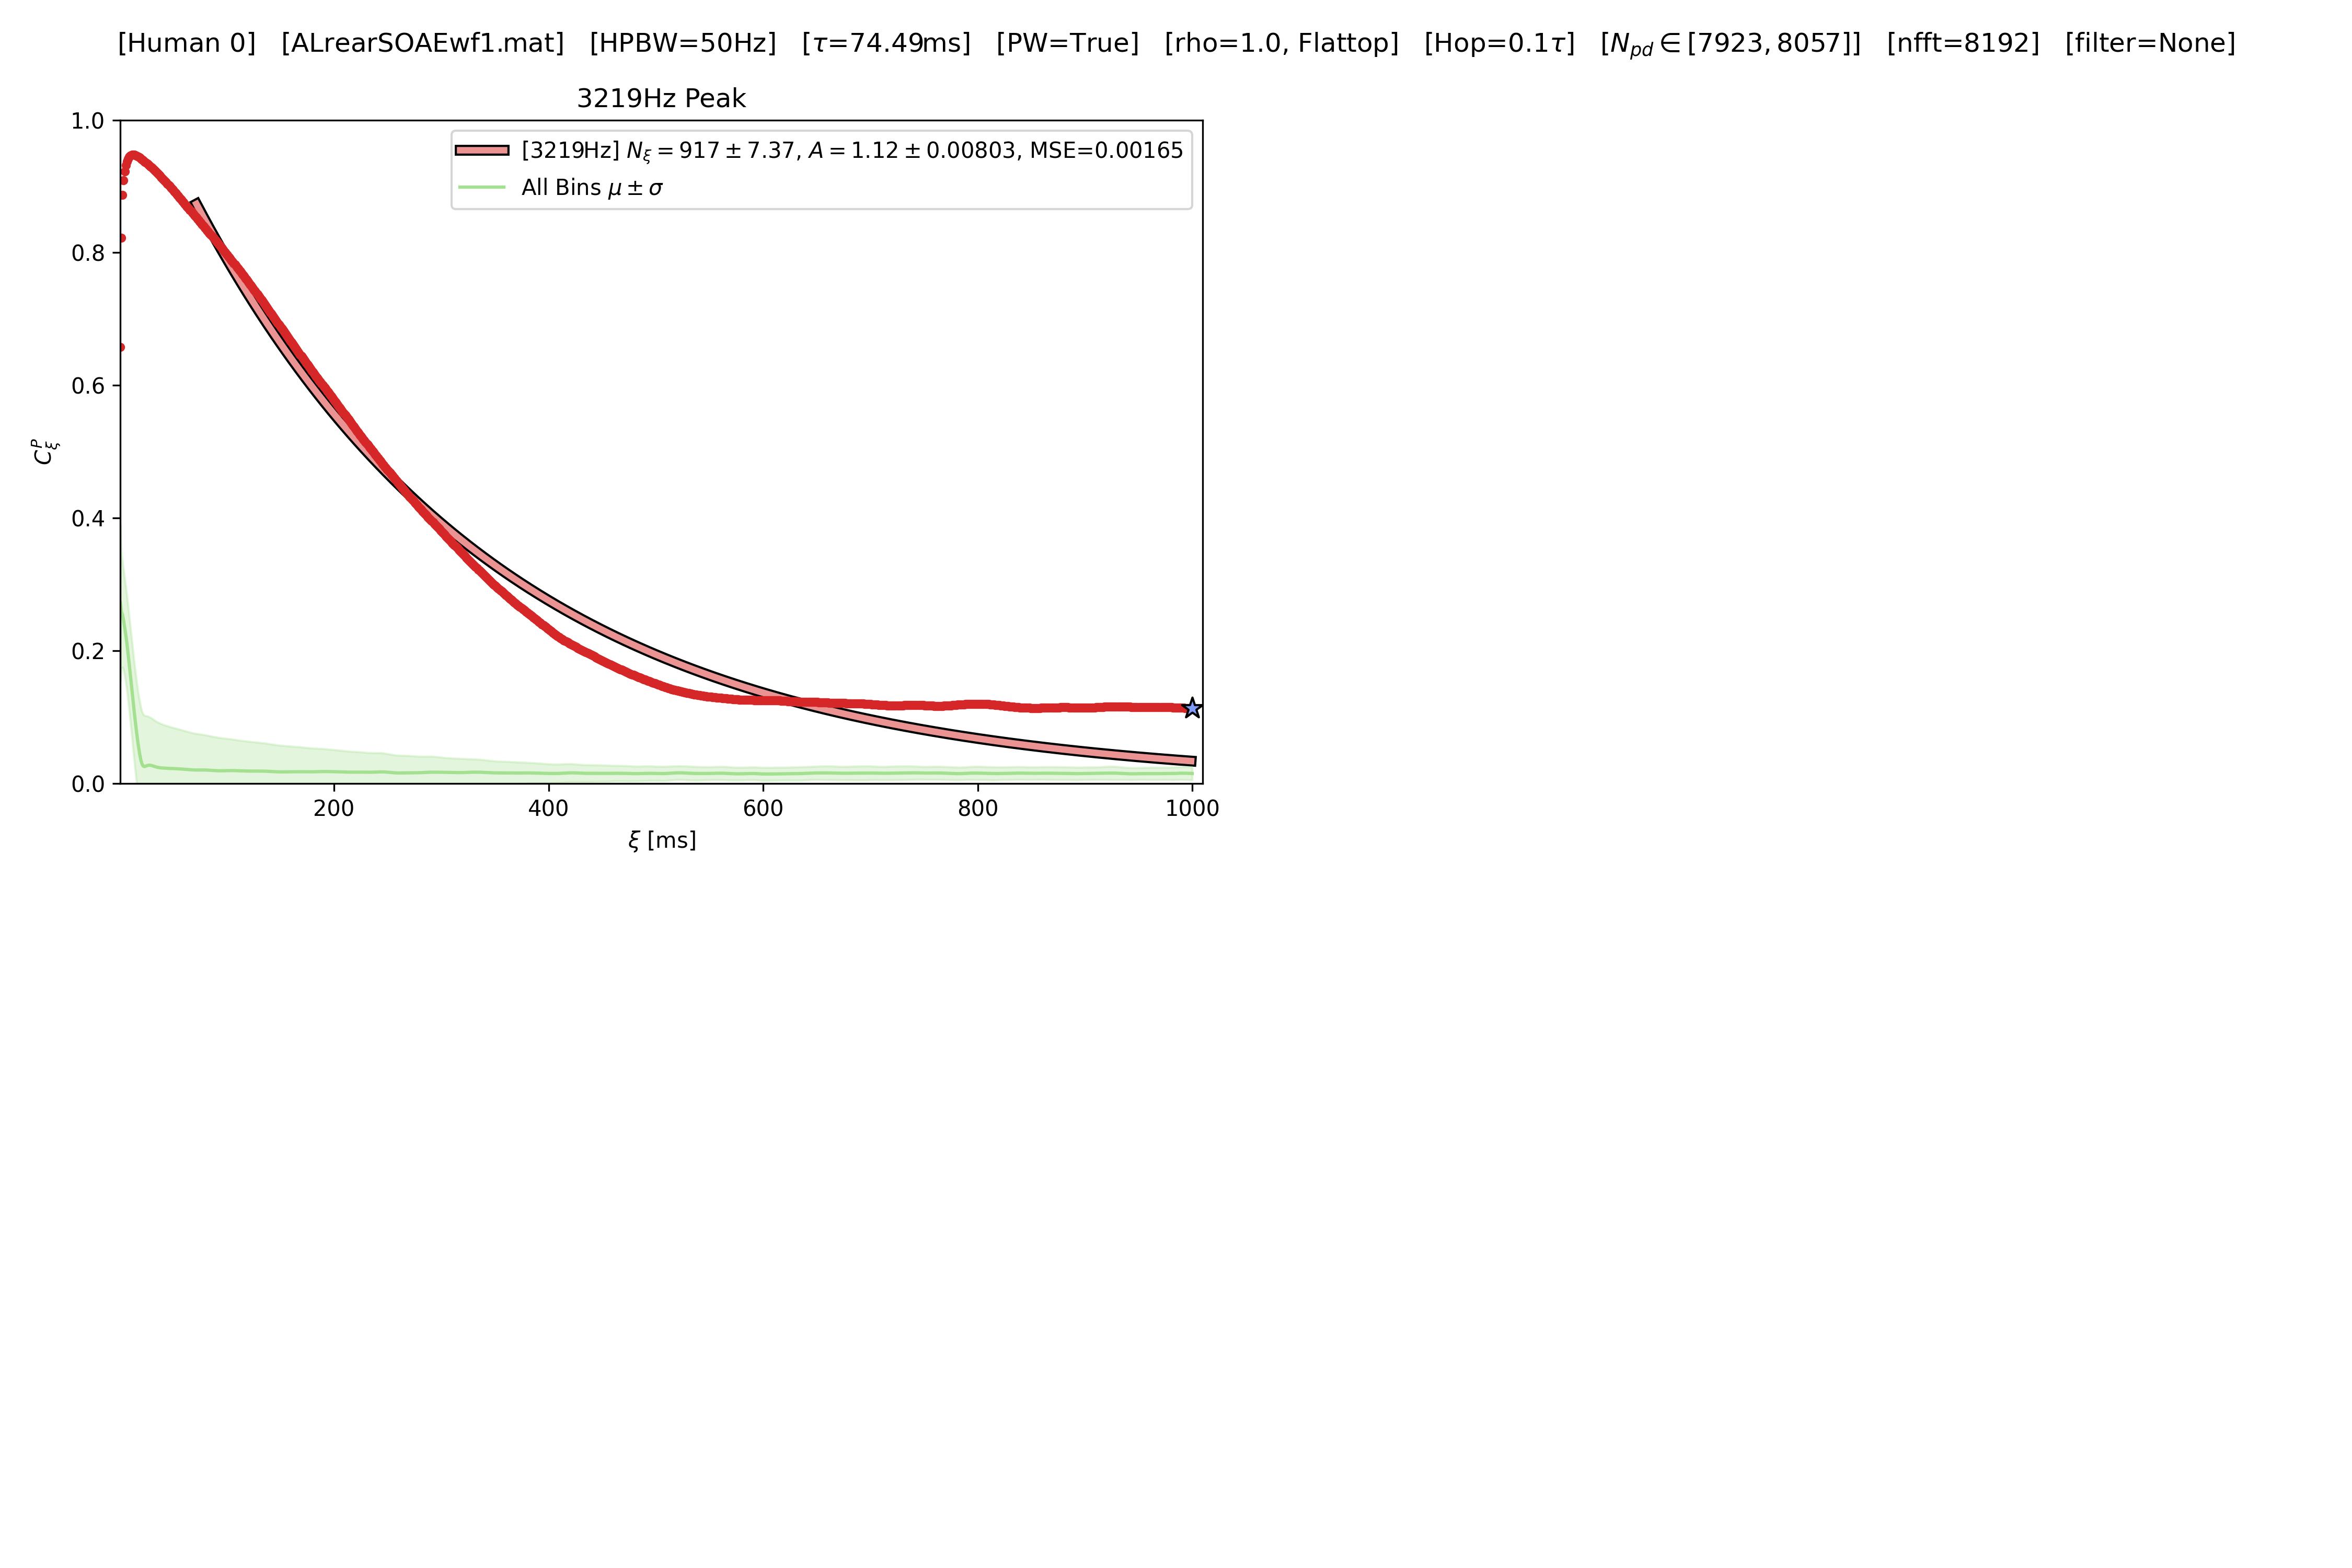 [Human 0] [ALrearSOAEwf1.mat] [HPBW=50Hz] [τ=74.49ms] [PW=True] [rho=1.0, Flattop] [Hop=0.1τ] [N_pd ∈ [7923, 8057]] [nfft=8192] [filter=None]
3219Hz Peak
[3219Hz] N_ξ = 917 ± 7.37, A = 1.12 ± 0.00803, MSE=0.00165
All Bins μ ± σ
1.0
0.8
0.6
0.4
0.2
0.0
C_ξ^P
200 400 600 800 1000
ξ [ms]